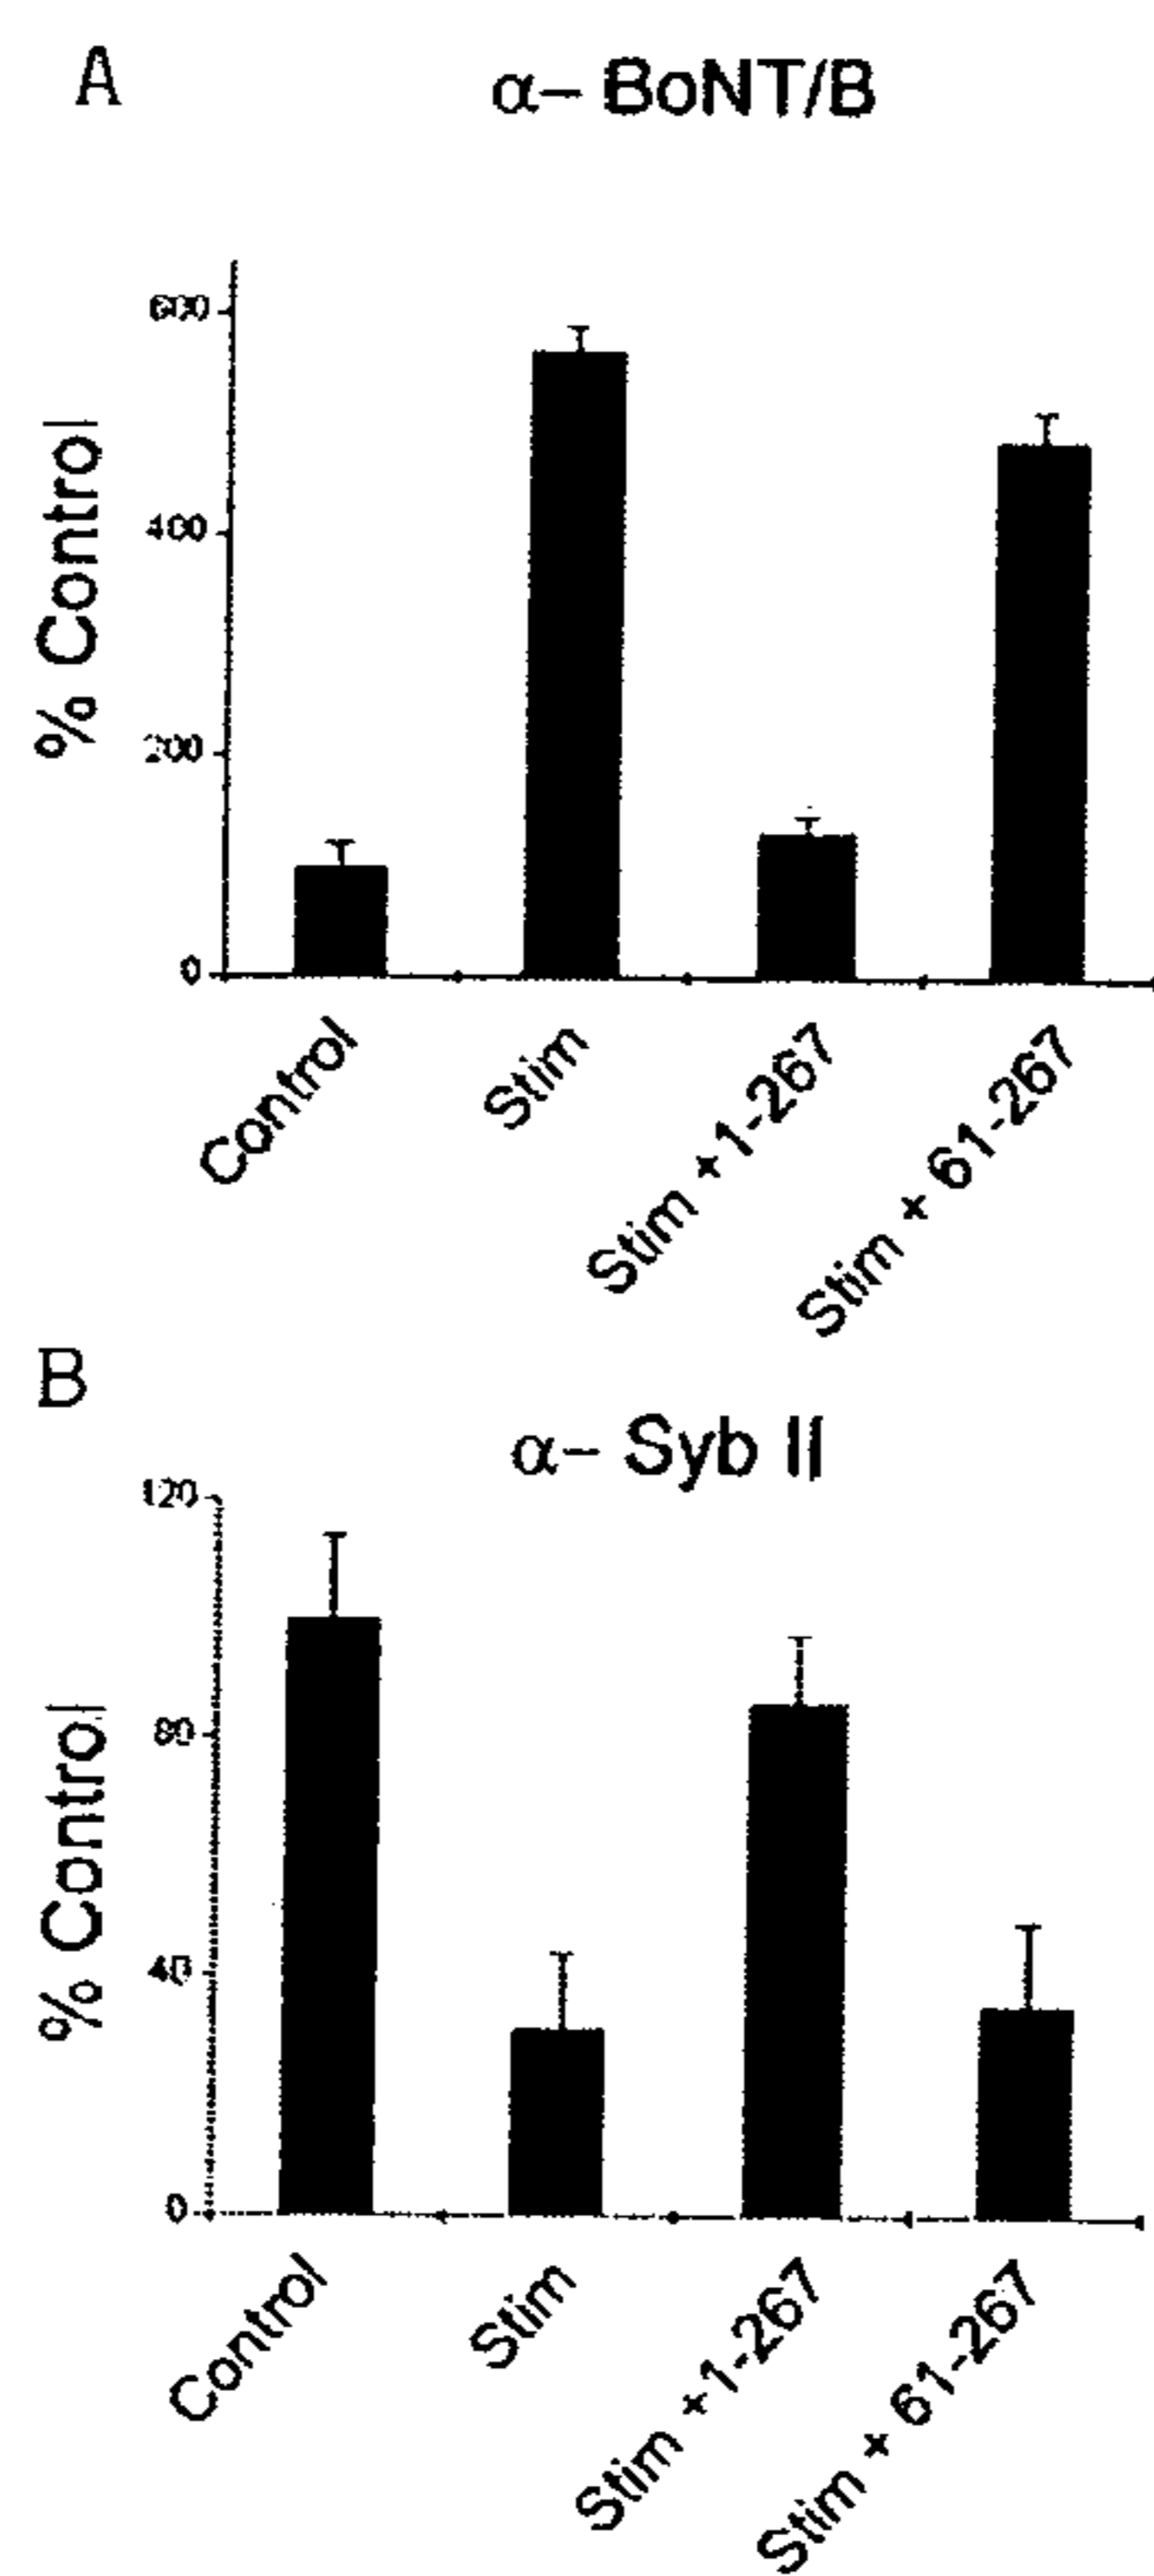 A
α- BoNT/B
% Control
600
400
200
0
Control
Stim
Stim +1-267
Stim + 61-267
B
α- Syb II
% Control
120
80
40
0
Control
Stim
Stim +1-267
Stim + 61-267